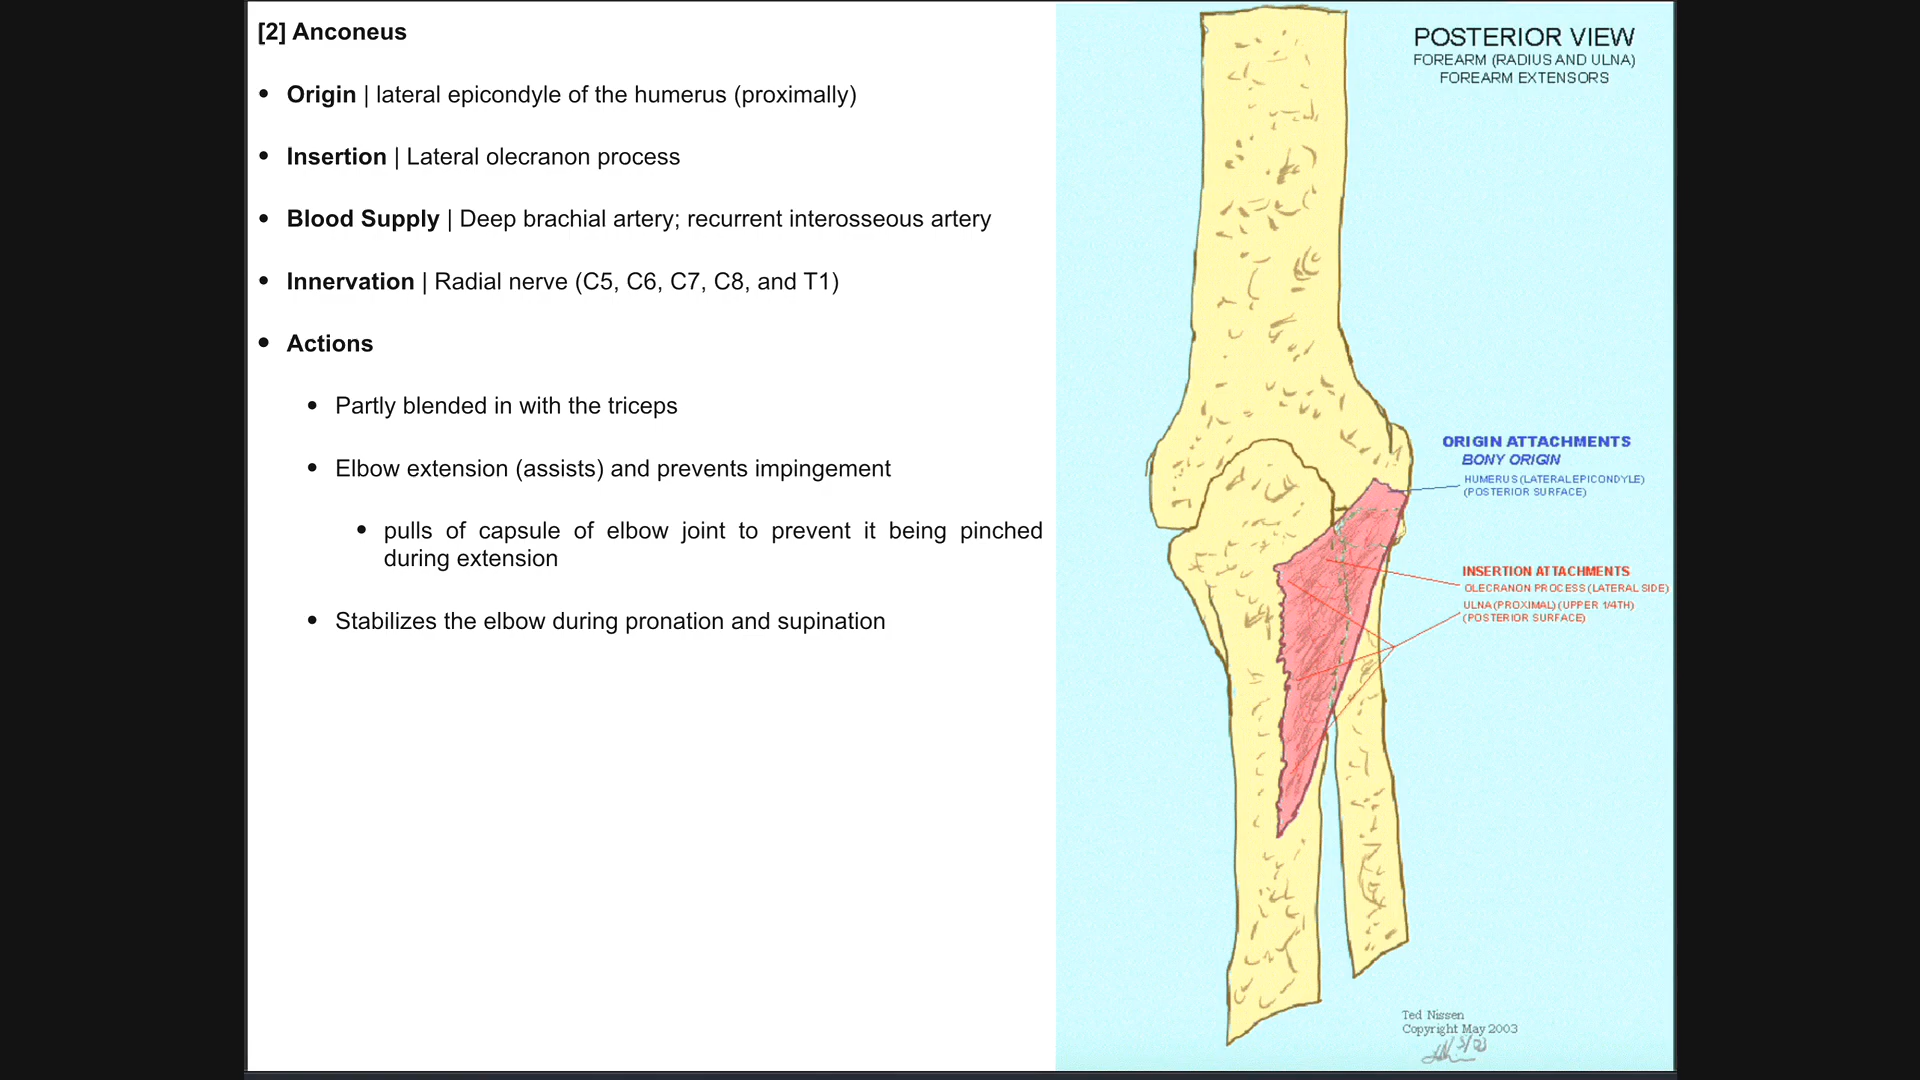 [2] Anconeus
• Origin | lateral epicondyle of the humerus (proximally)
• Insertion | Lateral olecranon process
• Blood Supply | Deep brachial artery; recurrent interosseous artery
• Innervation | Radial nerve (C5, C6, C7, C8, and T1)
• Actions
• Partly blended in with the triceps
• Elbow extension (assists) and prevents impingement
• pulls of capsule of elbow joint to prevent it being pinched
during extension
• Stabilizes the elbow during pronation and supination
POSTERIOR VIEW
FOREARM (RADIUS AND ULNA)
FOREARM EXTENSORS
ORIGIN ATTACHMENTS
BONY ORIGIN
HUMERUS (LATERAL EPICONDYLE)
(POSTERIOR SURFACE)
INSERTION ATTACHMENTS
OLECRANON PROCESS (LATERAL SIDE)
ULNA (PROXIMAL) (UPPER 1/4TH)
(POSTERIOR SURFACE)
Ted Nissen
Copyright May 2003